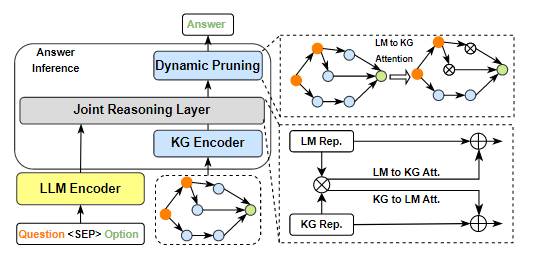 Answer
Answer
Inference
Dynamic Pruning
Joint Reasoning Layer
KG Encoder
LLM Encoder
Question <SEP> Option
LM to KG
Attention
LM Rep.
LM to KG Att.
KG to LM Att.
KG Rep.